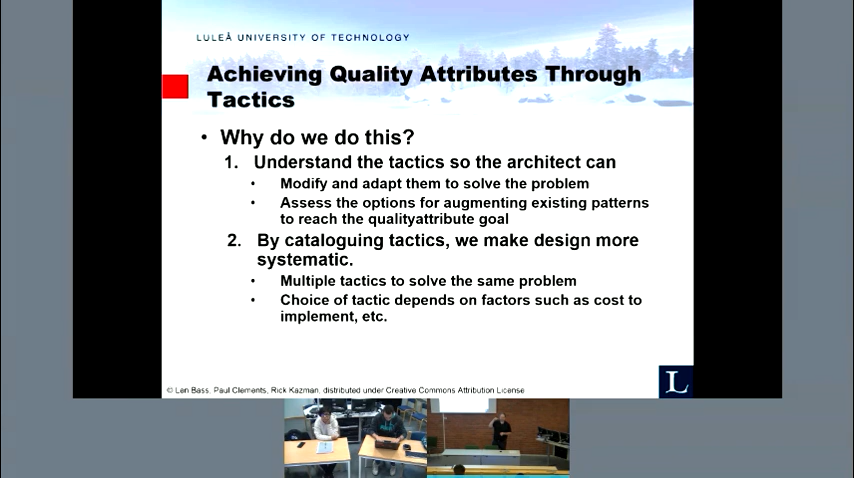 LULEÅ UNIVERSITY OF TECHNOLOGY
Achieving Quality Attributes Through
Tactics
• Why do we do this?
1. Understand the tactics so the architect can
• Modify and adapt them to solve the problem
• Assess the options for augmenting existing patterns
to reach the qualityattribute goal
2. By cataloguing tactics, we make design more
systematic.
• Multiple tactics to solve the same problem
• Choice of tactic depends on factors such as cost to
implement, etc.
© Len Bass, Paul Clements, Rick Kazman, distributed under Creative Commons Attribution License
L